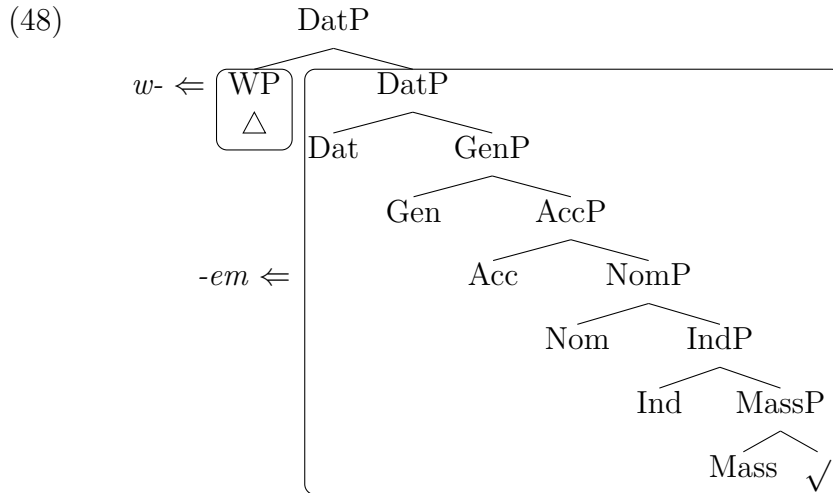 (48) DatP
w- ⇐ WP DatP
△ Dat GenP
Gen AccP
-em ⇐ Acc NomP
Nom IndP
Ind MassP
Mass √